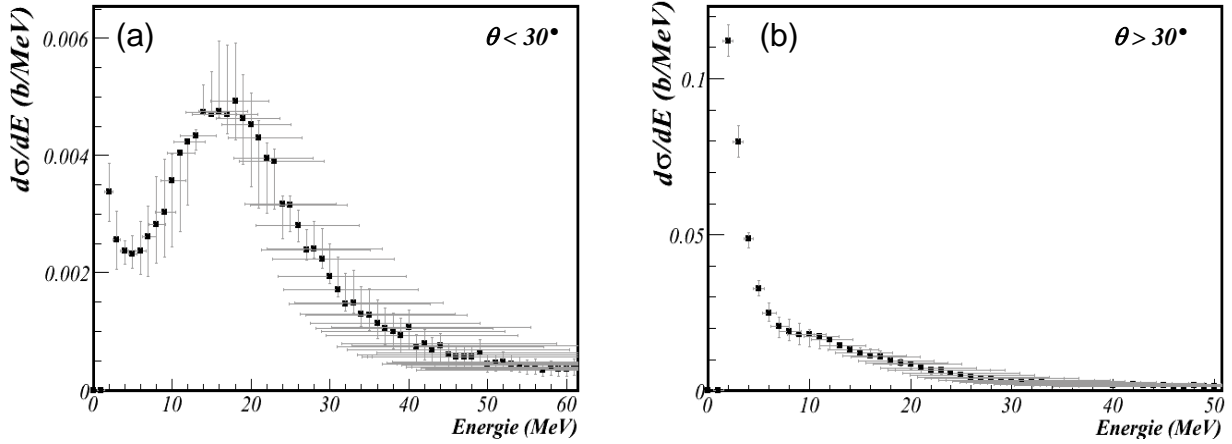 (a)
θ < 30°
dσ/dE (b/MeV)
0.006
0.004
0.002
0
0 10 20 30 40 50 60
Energie (MeV)
(b)
θ > 30°
dσ/dE (b/MeV)
0.1
0.05
0
0 10 20 30 40 50
Energie (MeV)